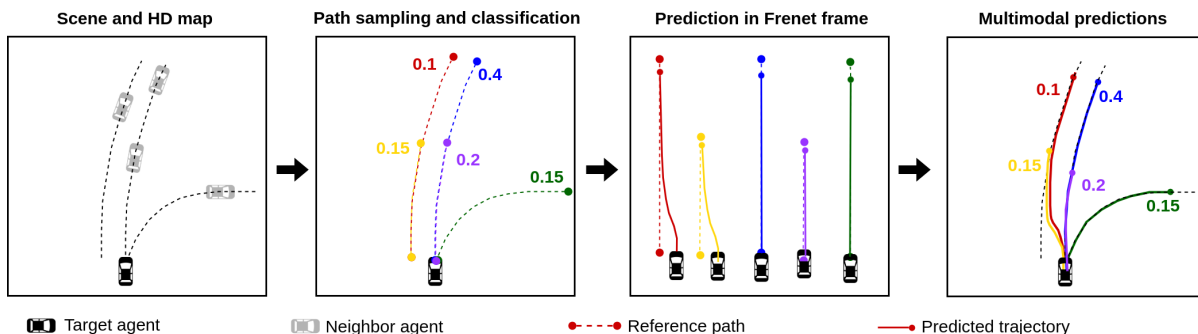 Scene and HD map
Path sampling and classification
Prediction in Frenet frame
Multimodal predictions
0.1
0.4
0.15
0.2
0.15
0.1
0.4
0.15
0.2
0.15
Target agent
Neighbor agent
Reference path
Predicted trajectory